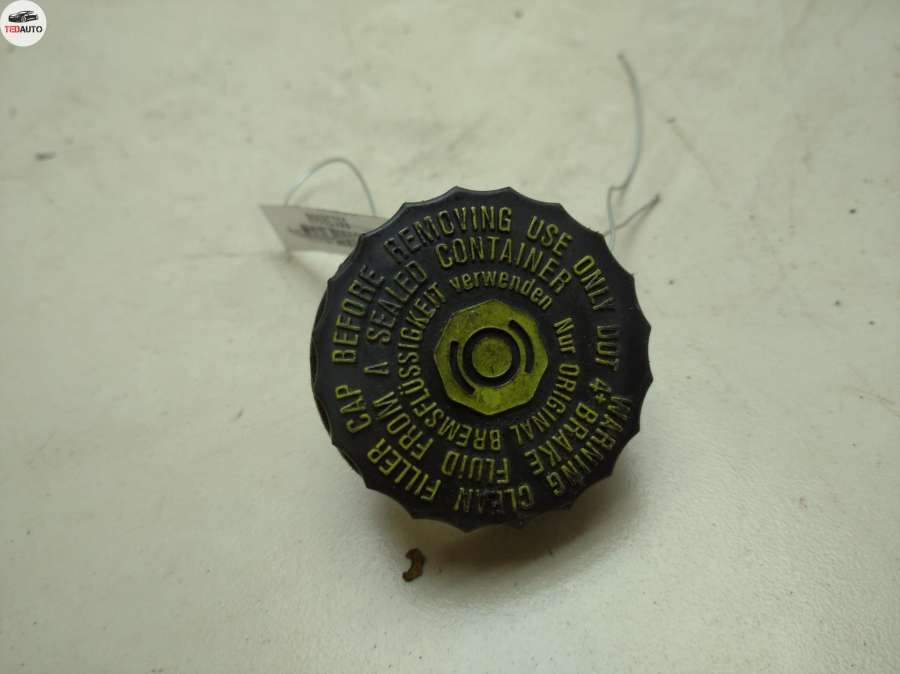 TEDAUTO
WARNING CLEAN FILLER CAP BEFORE REMOVING USE ONLY DOT 4+
BRAKE FLUID FROM A SEALED CONTAINER
Nur ORIGINAL BREMSFLÜSSIGKEIT verwenden